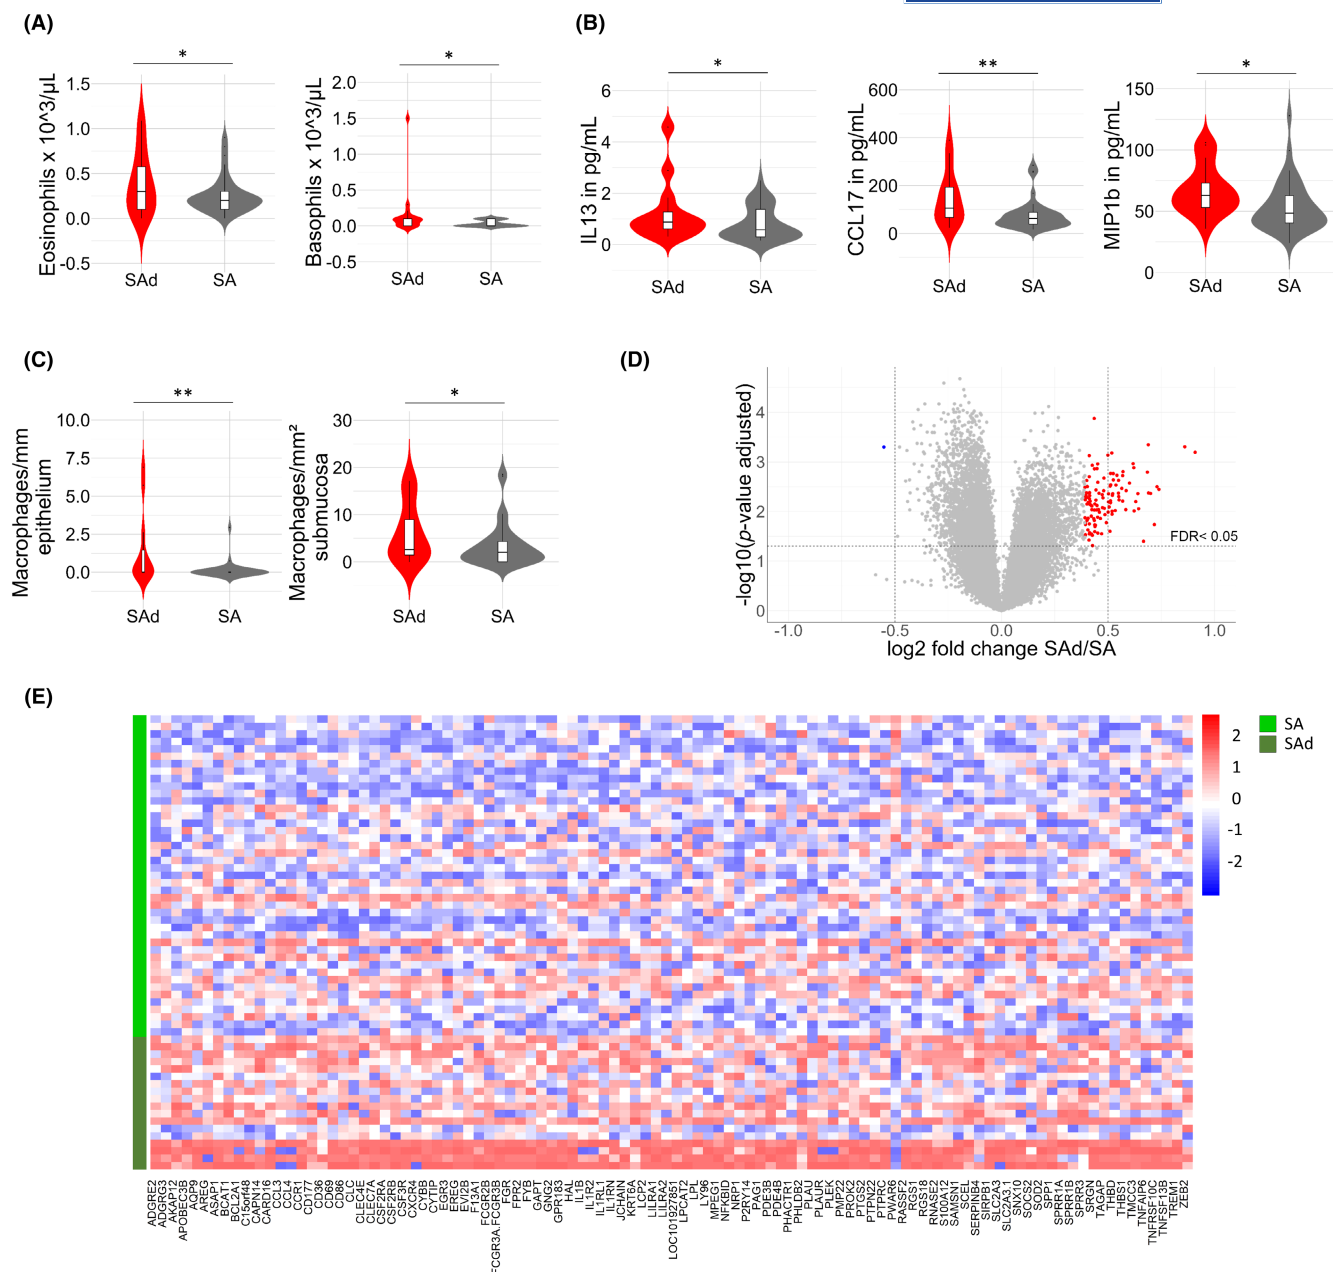 (A)
(B)
*
*
*
**
*
Eosinophils x 10^3/µL
1.5
1.0
0.5
0.0
-0.5
SAd
SA
Basophils x 10^3/µL
2.0
1.5
1.0
0.5
0.0
-0.5
SAd
SA
IL13 in pg/mL
6
4
2
0
SAd
SA
CCL17 in pg/mL
600
400
200
0
SAd
SA
MIP1b in pg/mL
150
100
50
0
SAd
SA
(C)
(D)
**
*
Macrophages/mm
epithelium
10.0
7.5
5.0
2.5
0.0
SAd
SA
Macrophages/mm²
submucosa
30
20
10
0
SAd
SA
-log10(p-value adjusted)
4
3
2
1
0
FDR< 0.05
-1.0
-0.5
0.0
0.5
1.0
log2 fold change SAd/SA
(E)
2
1
0
-1
-2
SA
SAd
ADGRE2
ADGRG3
AKAP12
APOBEC3B
AQP9
AREG
ASAP1
BCAT1
BCL2A1
C15orf48
CAPN14
CARD16
CCL3
CCL4
CCR1
CD177
CD36
CD69
CD86
CLC
CLEC4E
CLEC7A
CSF2RA
CSF2RB
CSF3R
CXCR4
CYBB
CYTIP
EGR3
EREG
EVI2B
F13A1
FCGR2B
FCGR3A.FCGR3B
FGR
FPR2
FYB
GAPT
GNG2
GPR183
HAL
IL1B
IL1R2
IL1RL1
IL1RN
JCHAIN
KRT6A
LCP2
LILRA1
LILRA2
LOC101927851
LPCAT2
LPL
LY96
MPEG1
NFKBID
NRP1
P2RY14
PAG1
PDE3B
PDE4B
PHACTR1
PHLDB2
PLAU
PLAUR
PLEK
PMP22
PROK2
PTGS2
PTPN22
PTPRC
PWAR6
RASSF2
RGS1
RGS18
RNASE2
S100A12
SAMSN1
SERPINB4
SIRPB1
SLC2A3
SLC2A3.1
SNX10
SOCS2
SOD2
SPP1
SPRR1A
SPRR1B
SPRR3
SRGN
TAGAP
THBD
THBS1
TMCC3
TNFAIP6
TNFRSF10C
TNFSF13B
TREM1
ZEB2